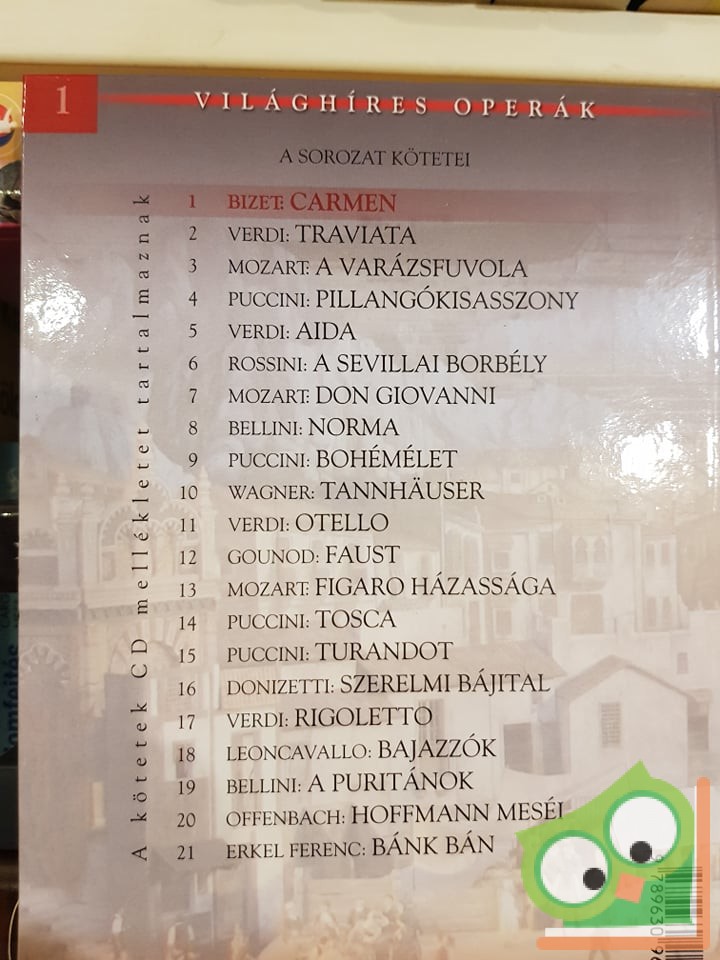 1
VILÁGHÍRES OPERÁK
A SOROZAT KÖTETEI
A kötetek CD mellékletet tartalmaznak
1 BIZET: CARMEN
2 VERDI: TRAVIATA
3 MOZART: A VARÁZSFUVOLA
4 PUCCINI: PILLANGÓKISASSZONY
5 VERDI: AIDA
6 ROSSINI: A SEVILLAI BORBÉLY
7 MOZART: DON GIOVANNI
8 BELLINI: NORMA
9 PUCCINI: BOHÉMÉLET
10 WAGNER: TANNHÄUSER
11 VERDI: OTELLO
12 GOUNOD: FAUST
13 MOZART: FIGARO HÁZASSÁGA
14 PUCCINI: TOSCA
15 PUCCINI: TURANDOT
16 DONIZETTI: SZERELMI BÁJITAL
17 VERDI: RIGOLETTO
18 LEONCAVALLO: BAJAZZÓK
19 BELLINI: A PURITÁNOK
20 OFFENBACH: HOFFMANN MESÉI
21 ERKEL FERENC: BÁNK BÁN